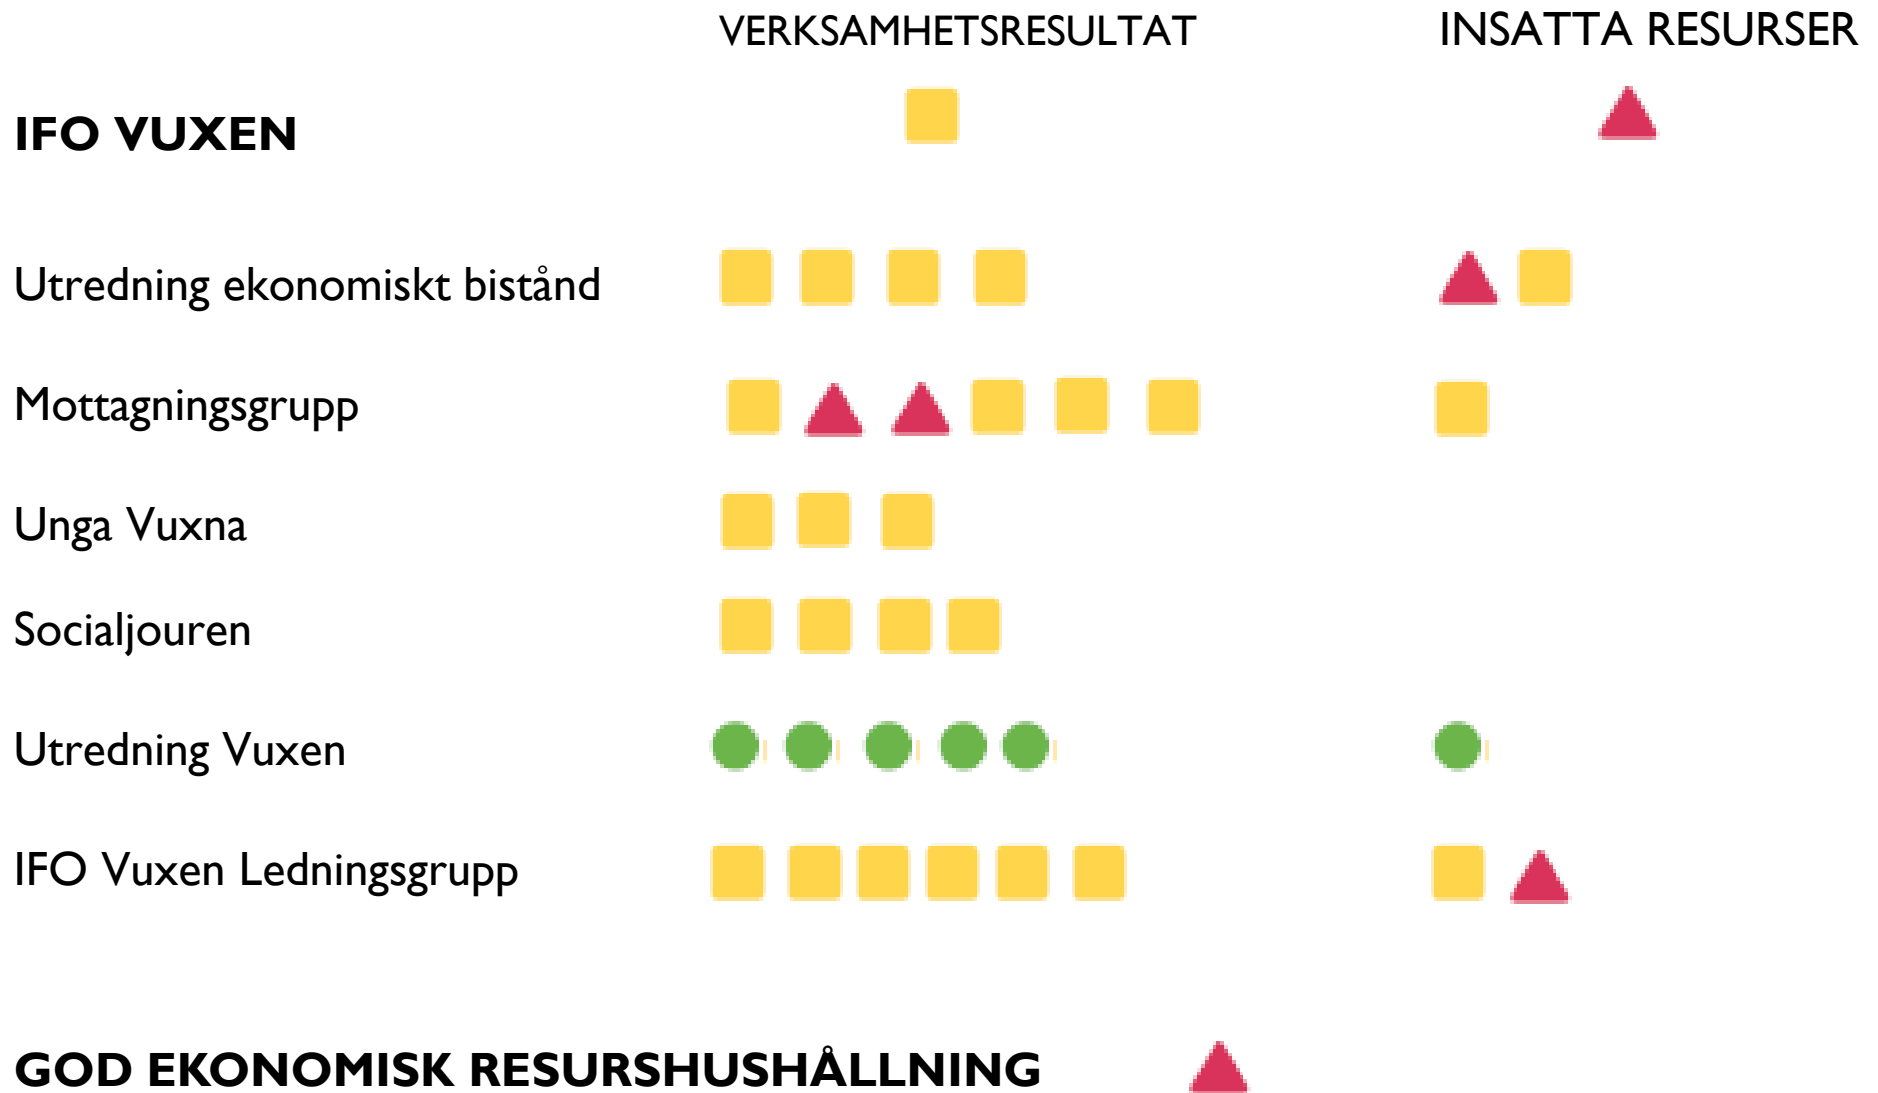 VERKSAMHETSRESULTAT
INSATTA RESURSER
IFO VUXEN
Utredning ekonomiskt bistånd
Mottagningsgrupp
Unga Vuxna
Socialjouren
Utredning Vuxen
IFO Vuxen Ledningsgrupp
GOD EKONOMISK RESURSHUSHÅLLNING